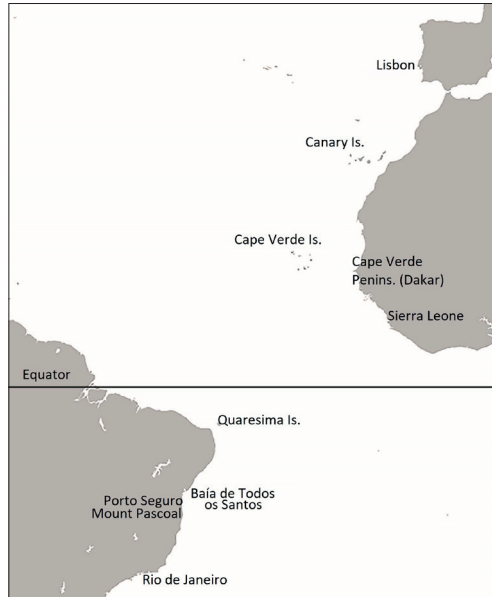 Lisbon
Canary Is.
Cape Verde Is.
Cape Verde
Penins. (Dakar)
Sierra Leone
Equator
Quaresima Is.
Baía de Todos
os Santos
Porto Seguro
Mount Pascoal
Rio de Janeiro